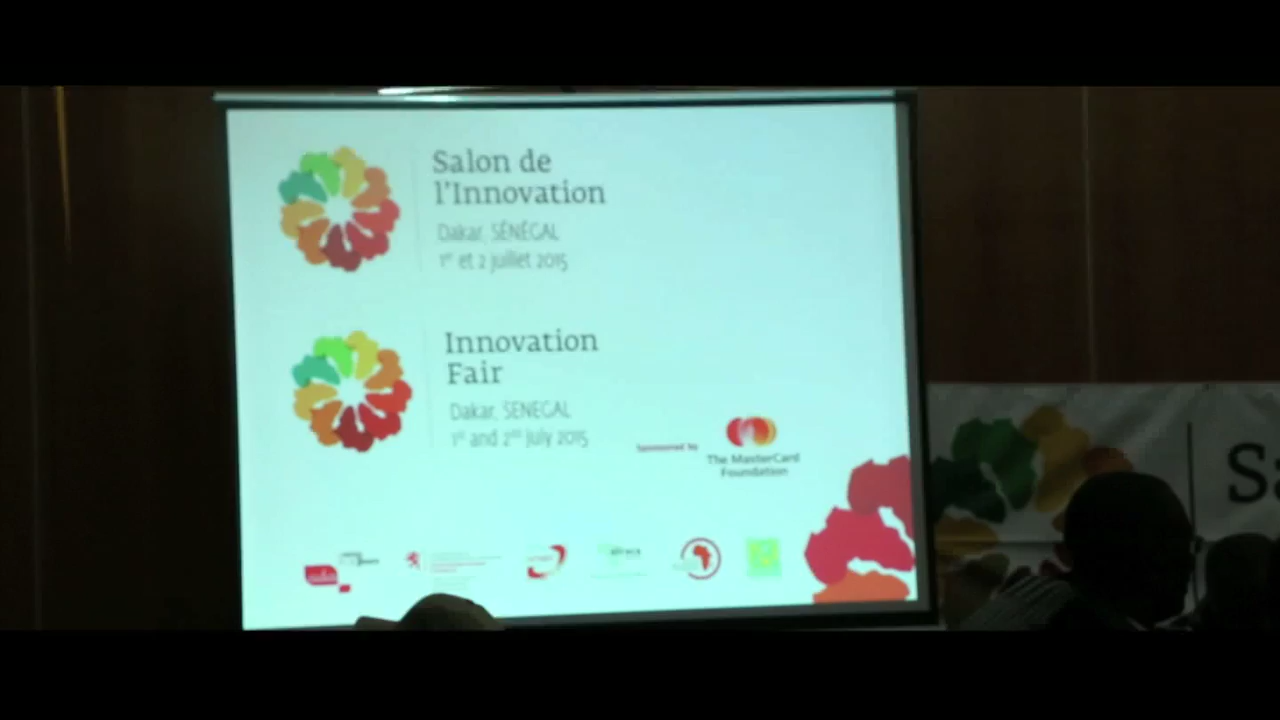 Salon de
l'Innovation
Dakar, SÉNÉGAL
1er et 2 juillet 2015
Innovation
Fair
Dakar, SENEGAL
1st and 2nd July 2015
Sponsored by
The MasterCard
Foundation